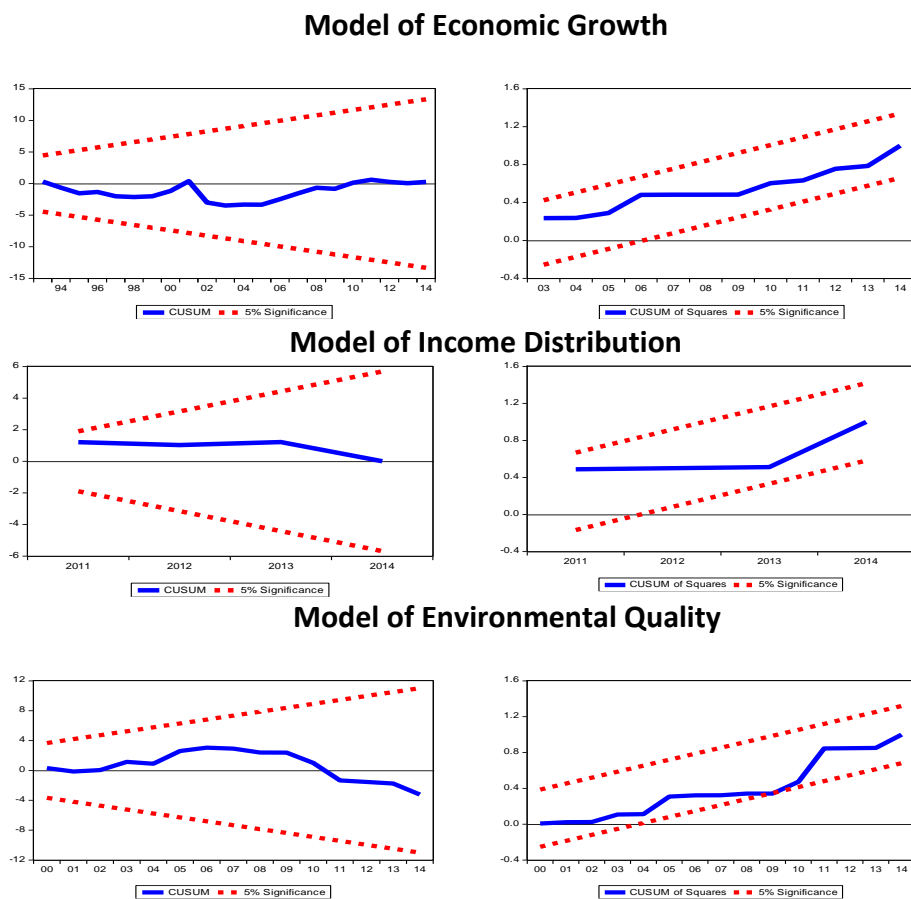 Model of Economic Growth
15
10
5
0
-5
-10
-15
94 96 98 00 02 04 06 08 10 12 14
CUSUM 5% Significance
1.6
1.2
0.8
0.4
0.0
-0.4
03 04 05 06 07 08 09 10 11 12 13 14
CUSUM of Squares 5% Significance
Model of Income Distribution
6
4
2
0
-2
-4
-6
2011 2012 2013 2014
CUSUM 5% Significance
1.6
1.2
0.8
0.4
0.0
-0.4
2011 2012 2013 2014
CUSUM of Squares 5% Significance
Model of Environmental Quality
12
8
4
0
-4
-8
-12
00 01 02 03 04 05 06 07 08 09 10 11 12 13 14
CUSUM 5% Significance
1.6
1.2
0.8
0.4
0.0
-0.4
00 01 02 03 04 05 06 07 08 09 10 11 12 13 14
CUSUM of Squares 5% Significance